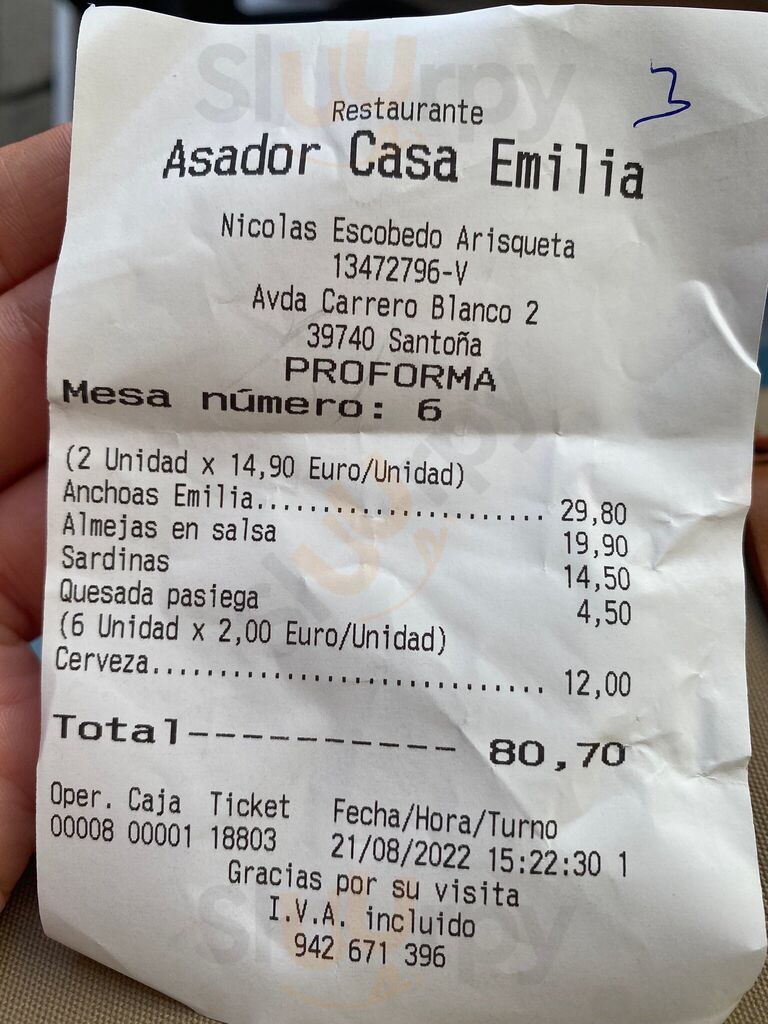 3
Restaurante
Asador Casa Emilia
Nicolas Escobedo Arisqueta
13472796-V
Avda Carrero Blanco 2
39740 Santoña
PROFORMA
Mesa número: 6
(2 Unidad x 14,90 Euro/Unidad)
Anchoas Emilia...................... 29,80
Almejas en salsa 19,90
Sardinas 14,50
Quesada pasiega 4,50
(6 Unidad x 2,00 Euro/Unidad)
Cerveza.............................. 12,00
Total----------- 80,70
Oper. Caja Ticket Fecha/Hora/Turno
00008 00001 18803 21/08/2022 15:22:30 1
Gracias por su visita
I.V.A. incluido
942 671 396
Sluurpy
Sluurpy
Sluurpy